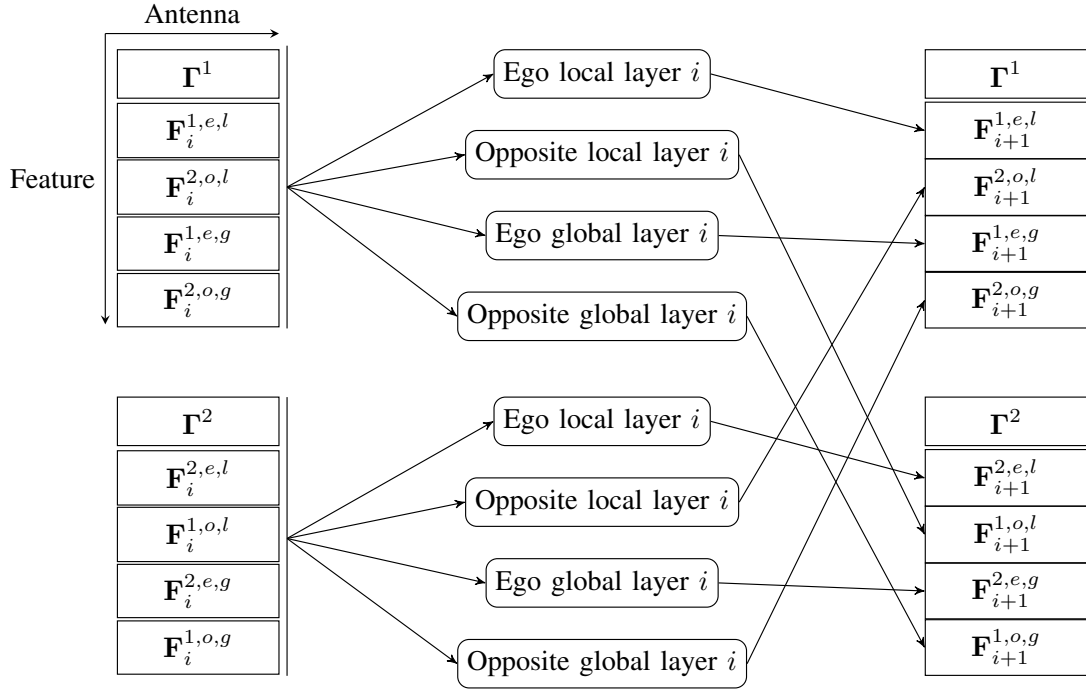 Antenna
Feature
𝚪^1
𝐅_i^{1,e,l}
𝐅_i^{2,o,l}
𝐅_i^{1,e,g}
𝐅_i^{2,o,g}
Ego local layer i
Opposite local layer i
Ego global layer i
Opposite global layer i
𝚪^1
𝐅_{i+1}^{1,e,l}
𝐅_{i+1}^{2,o,l}
𝐅_{i+1}^{1,e,g}
𝐅_{i+1}^{2,o,g}
𝚪^2
𝐅_i^{2,e,l}
𝐅_i^{1,o,l}
𝐅_i^{2,e,g}
𝐅_i^{1,o,g}
Ego local layer i
Opposite local layer i
Ego global layer i
Opposite global layer i
𝚪^2
𝐅_{i+1}^{2,e,l}
𝐅_{i+1}^{1,o,l}
𝐅_{i+1}^{2,e,g}
𝐅_{i+1}^{1,o,g}